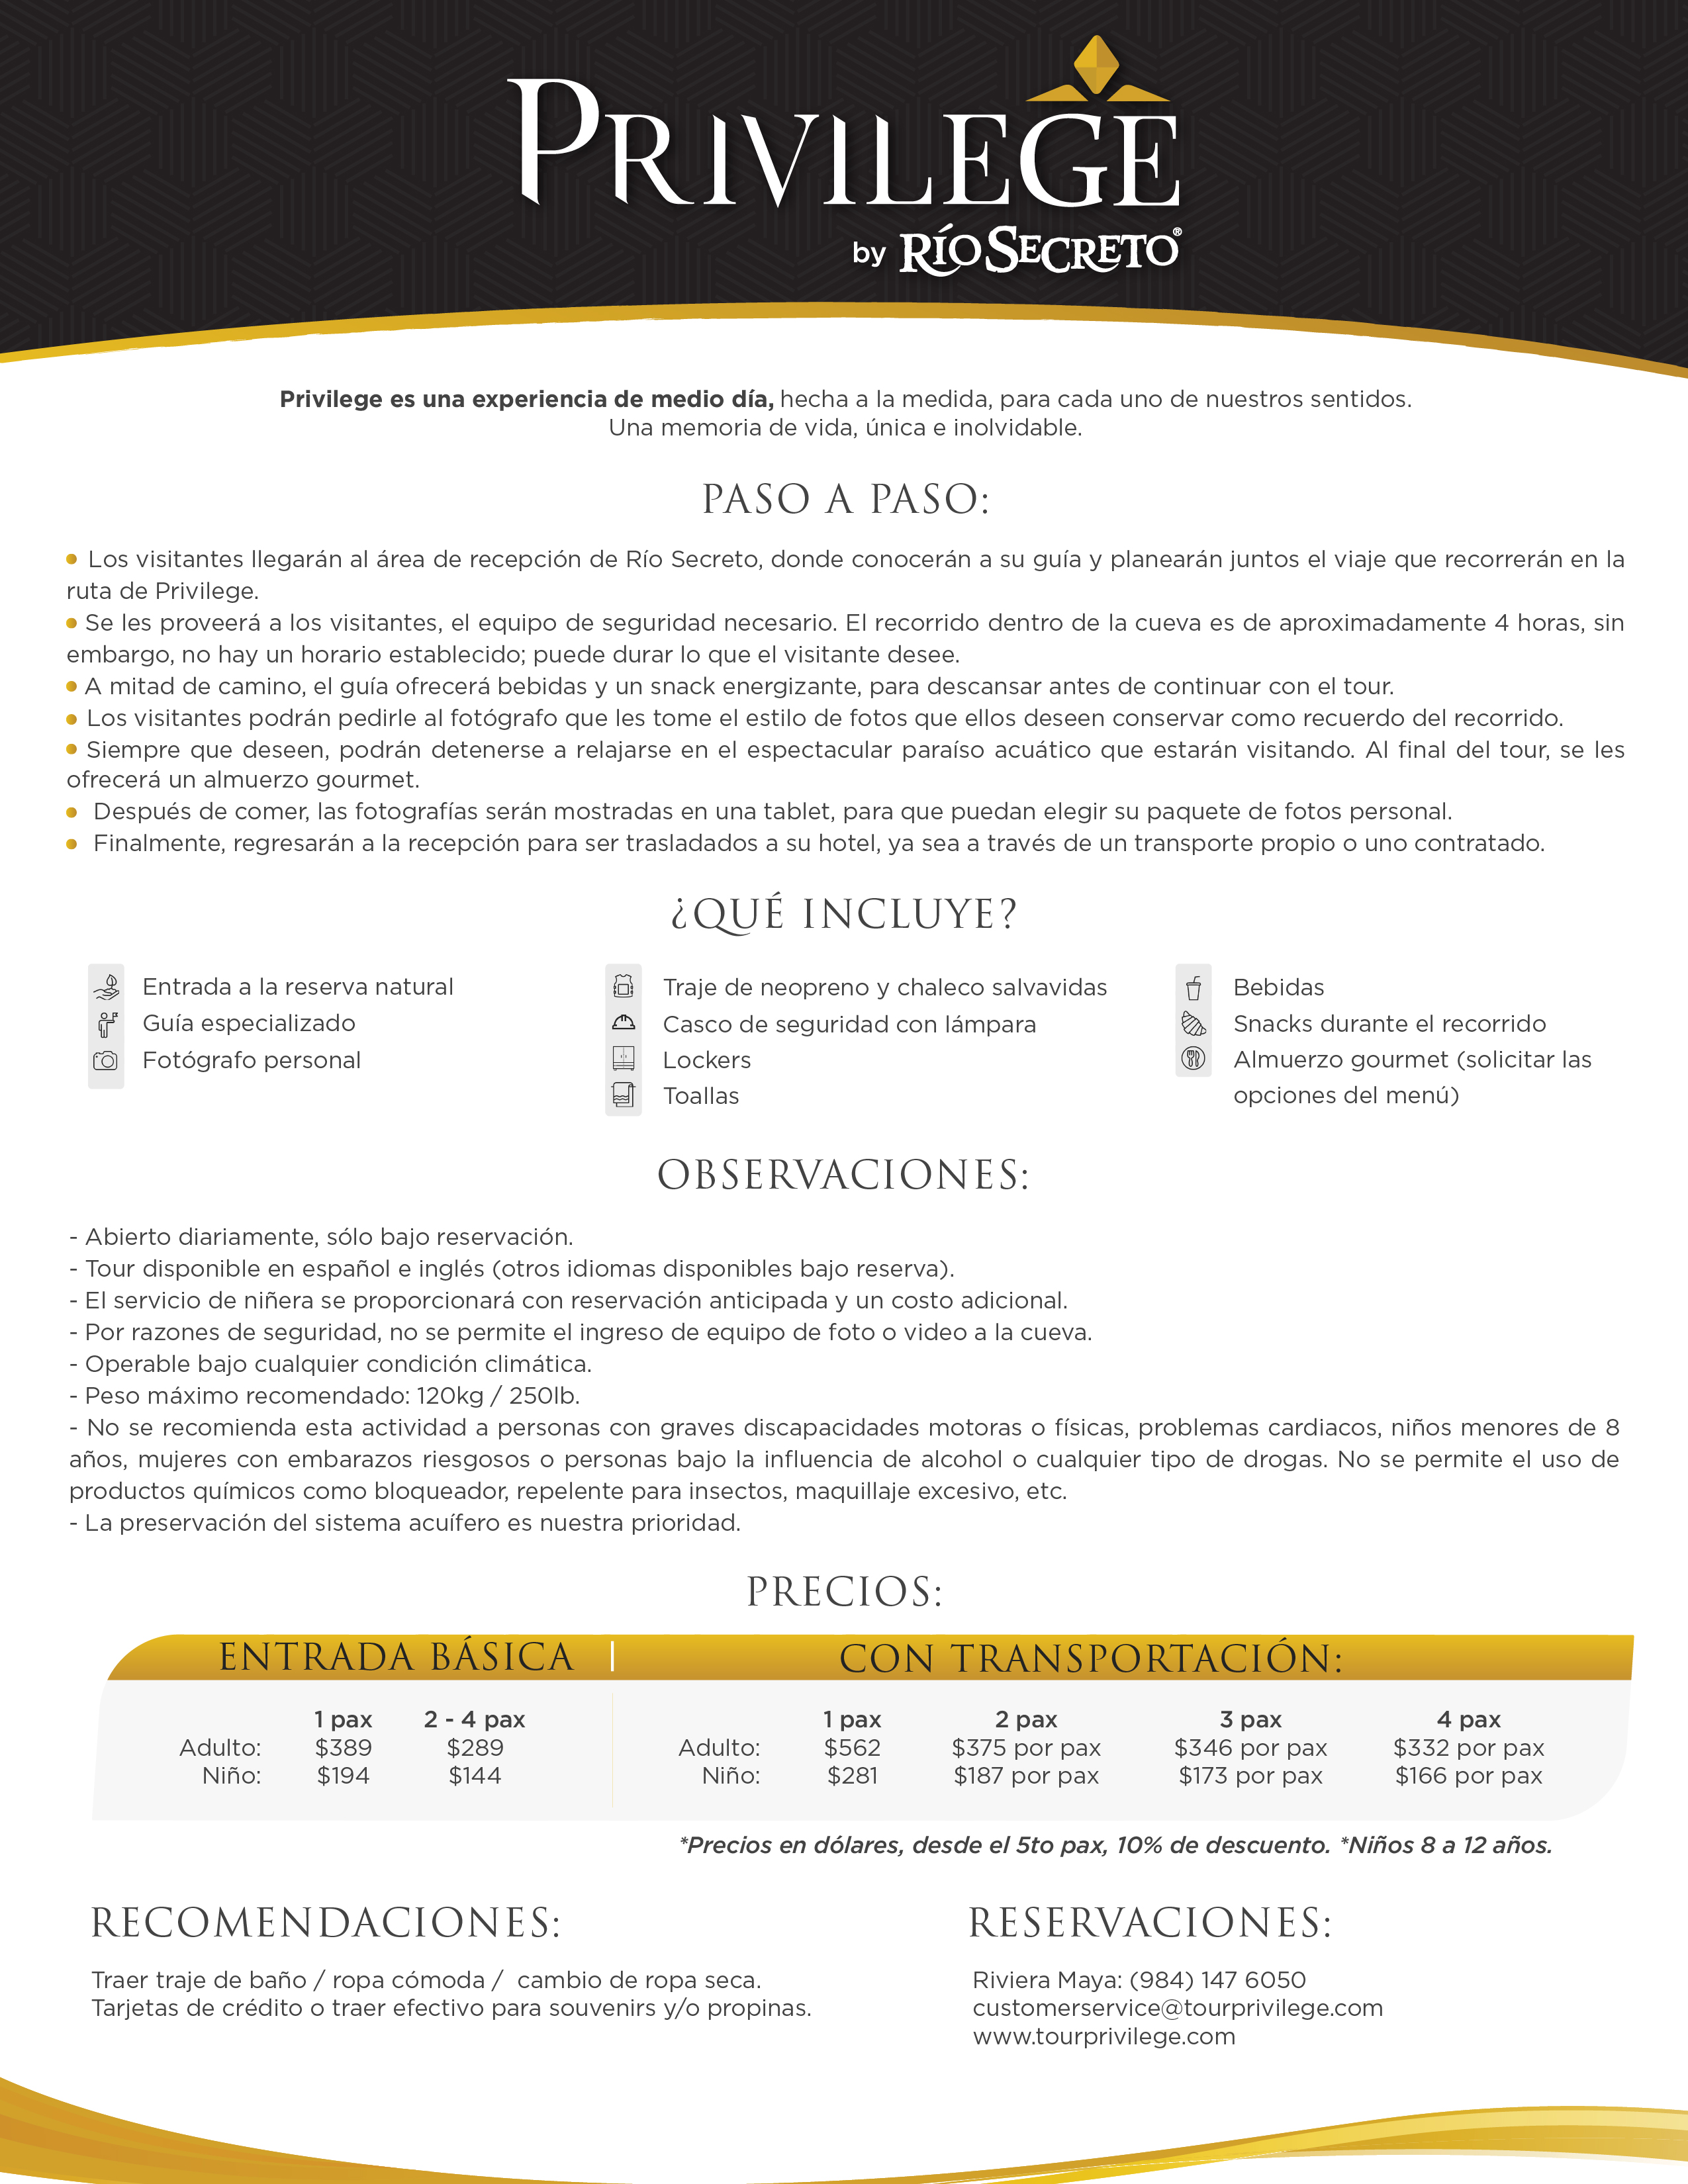 PRIVILEGE
by RÍO SECRETO®
Privilege es una experiencia de medio día, hecha a la medida, para cada uno de nuestros sentidos.
Una memoria de vida, única e inolvidable.
PASO A PASO:
● Los visitantes llegarán al área de recepción de Río Secreto, donde conocerán a su guía y planearán juntos el viaje que recorrerán en la
ruta de Privilege.
● Se les proveerá a los visitantes, el equipo de seguridad necesario. El recorrido dentro de la cueva es de aproximadamente 4 horas, sin
embargo, no hay un horario establecido; puede durar lo que el visitante desee.
● A mitad de camino, el guía ofrecerá bebidas y un snack energizante, para descansar antes de continuar con el tour.
● Los visitantes podrán pedirle al fotógrafo que les tome el estilo de fotos que ellos deseen conservar como recuerdo del recorrido.
● Siempre que deseen, podrán detenerse a relajarse en el espectacular paraíso acuático que estarán visitando. Al final del tour, se les
ofrecerá un almuerzo gourmet.
● Después de comer, las fotografías serán mostradas en una tablet, para que puedan elegir su paquete de fotos personal.
● Finalmente, regresarán a la recepción para ser trasladados a su hotel, ya sea a través de un transporte propio o uno contratado.
¿QUÉ INCLUYE?
Entrada a la reserva natural
Guía especializado
Fotógrafo personal
Traje de neopreno y chaleco salvavidas
Casco de seguridad con lámpara
Lockers
Toallas
Bebidas
Snacks durante el recorrido
Almuerzo gourmet (solicitar las
opciones del menú)
OBSERVACIONES:
- Abierto diariamente, sólo bajo reservación.
- Tour disponible en español e inglés (otros idiomas disponibles bajo reserva).
- El servicio de niñera se proporcionará con reservación anticipada y un costo adicional.
- Por razones de seguridad, no se permite el ingreso de equipo de foto o video a la cueva.
- Operable bajo cualquier condición climática.
- Peso máximo recomendado: 120kg / 250lb.
- No se recomienda esta actividad a personas con graves discapacidades motoras o físicas, problemas cardiacos, niños menores de 8
años, mujeres con embarazos riesgosos o personas bajo la influencia de alcohol o cualquier tipo de drogas. No se permite el uso de
productos químicos como bloqueador, repelente para insectos, maquillaje excesivo, etc.
- La preservación del sistema acuífero es nuestra prioridad.
PRECIOS:
ENTRADA BÁSICA
1 pax 2 - 4 pax
Adulto: $389 $289
Niño: $194 $144
CON TRANSPORTACIÓN:
1 pax 2 pax 3 pax 4 pax
Adulto: $562 $375 por pax $346 por pax $332 por pax
Niño: $281 $187 por pax $173 por pax $166 por pax
*Precios en dólares, desde el 5to pax, 10% de descuento. *Niños 8 a 12 años.
RECOMENDACIONES:
Traer traje de baño / ropa cómoda / cambio de ropa seca.
Tarjetas de crédito o traer efectivo para souvenirs y/o propinas.
RESERVACIONES:
Riviera Maya: (984) 147 6050
customerservice@tourprivilege.com
www.tourprivilege.com